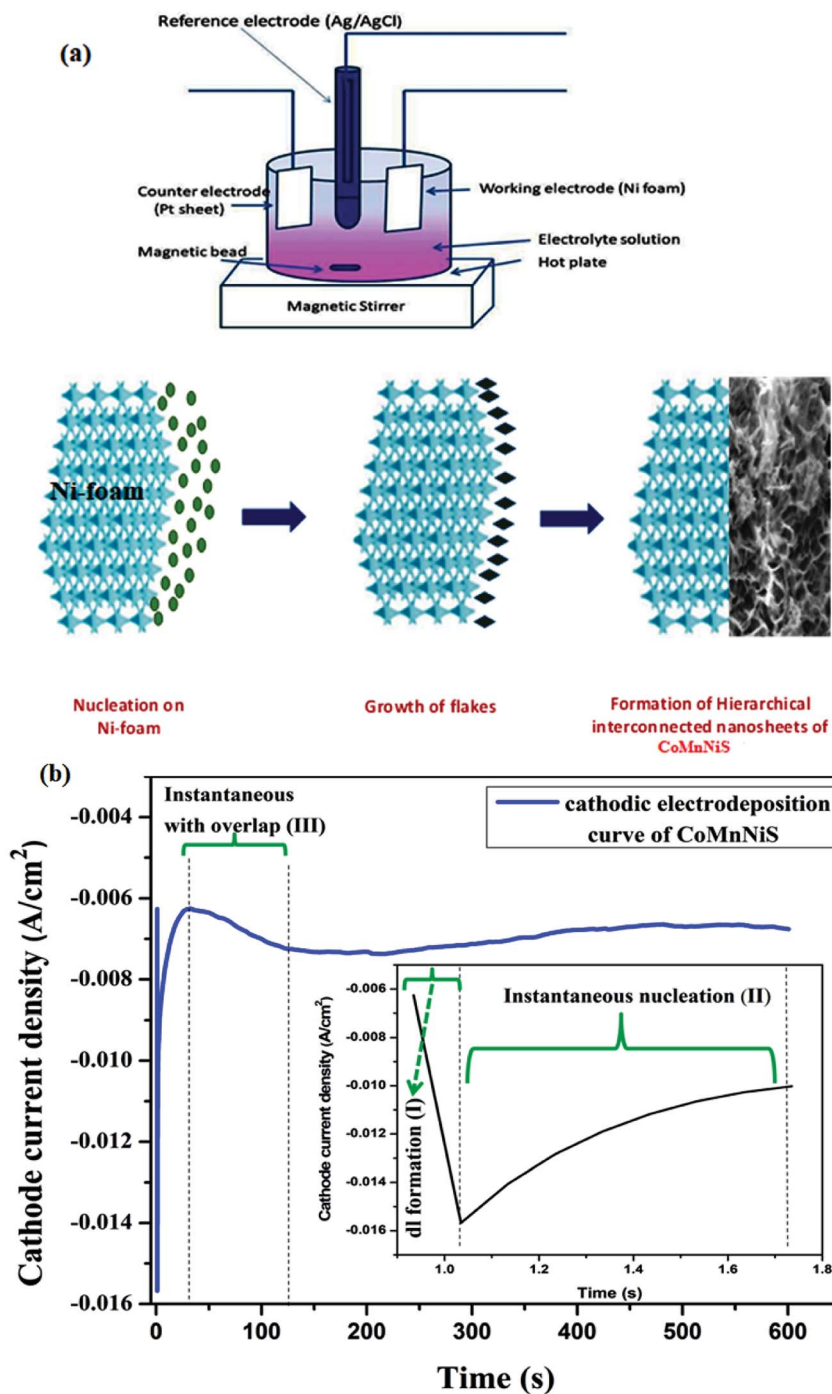 (a)
Reference electrode (Ag/AgCl)
Counter electrode
(Pt sheet)
Working electrode (Ni foam)
Magnetic bead
Electrolyte solution
Hot plate
Magnetic Stirrer
Ni-foam
Nucleation on
Ni-foam
Growth of flakes
Formation of Hierarchical
interconnected nanosheets of
CoMnNiS
(b)
Instantaneous
with overlap (III)
cathodic electrodeposition
curve of CoMnNiS
Cathode current density (A/cm²)
-0.004
-0.006
-0.008
-0.010
-0.012
-0.014
-0.016
0
100
200
300
400
500
600
Time (s)
Instantaneous nucleation (II)
dl formation (I)
Cathode current density (A/cm²)
-0.006
-0.008
-0.010
-0.012
-0.014
-0.016
1.0
1.2
1.4
1.6
1.8
Time (s)